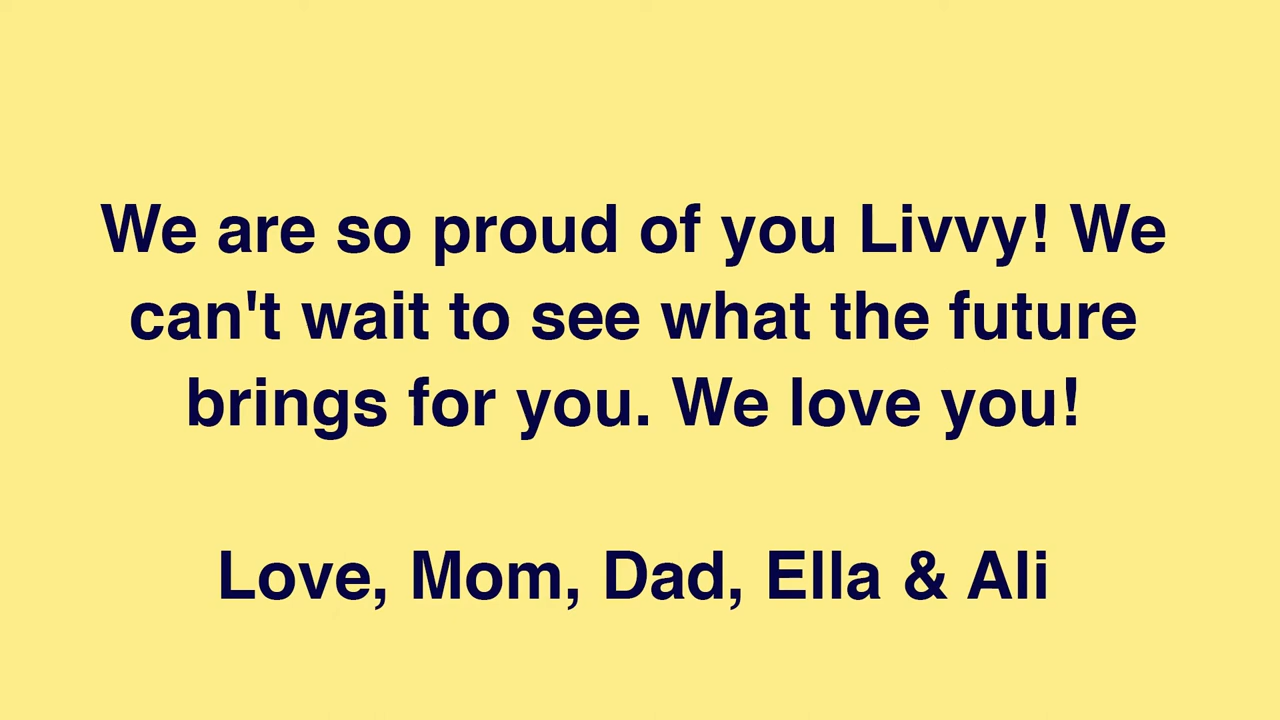 We are so proud of you Livvy! We
can't wait to see what the future
brings for you. We love you!
Love, Mom, Dad, Ella & Ali